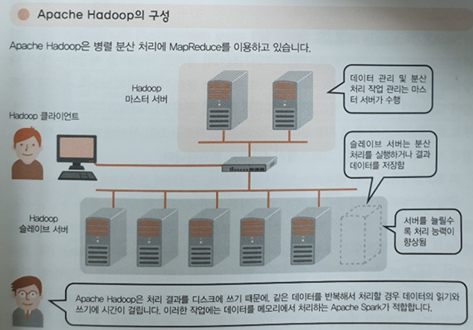 Apache Hadoop의 구성
Apache Hadoop은 병렬 분산 처리에 MapReduce를 이용하고 있습니다.
Hadoop
마스터 서버
데이터 관리 및 분산
처리 작업 관리는 마스
터 서버가 수행
Hadoop 클라이언트
슬레이브 서버는 분산
처리를 실행하거나 결과
데이터를 저장함
Hadoop
슬레이브 서버
서버를 늘릴수
록 처리 능력이
향상됨
Apache Hadoop은 처리 결과를 디스크에 쓰기 때문에, 같은 데이터를 반복해서 처리할 경우 데이터의 읽기와
쓰기에 시간이 걸립니다. 이러한 작업에는 데이터를 메모리에서 처리하는 Apache Spark가 적합합니다.